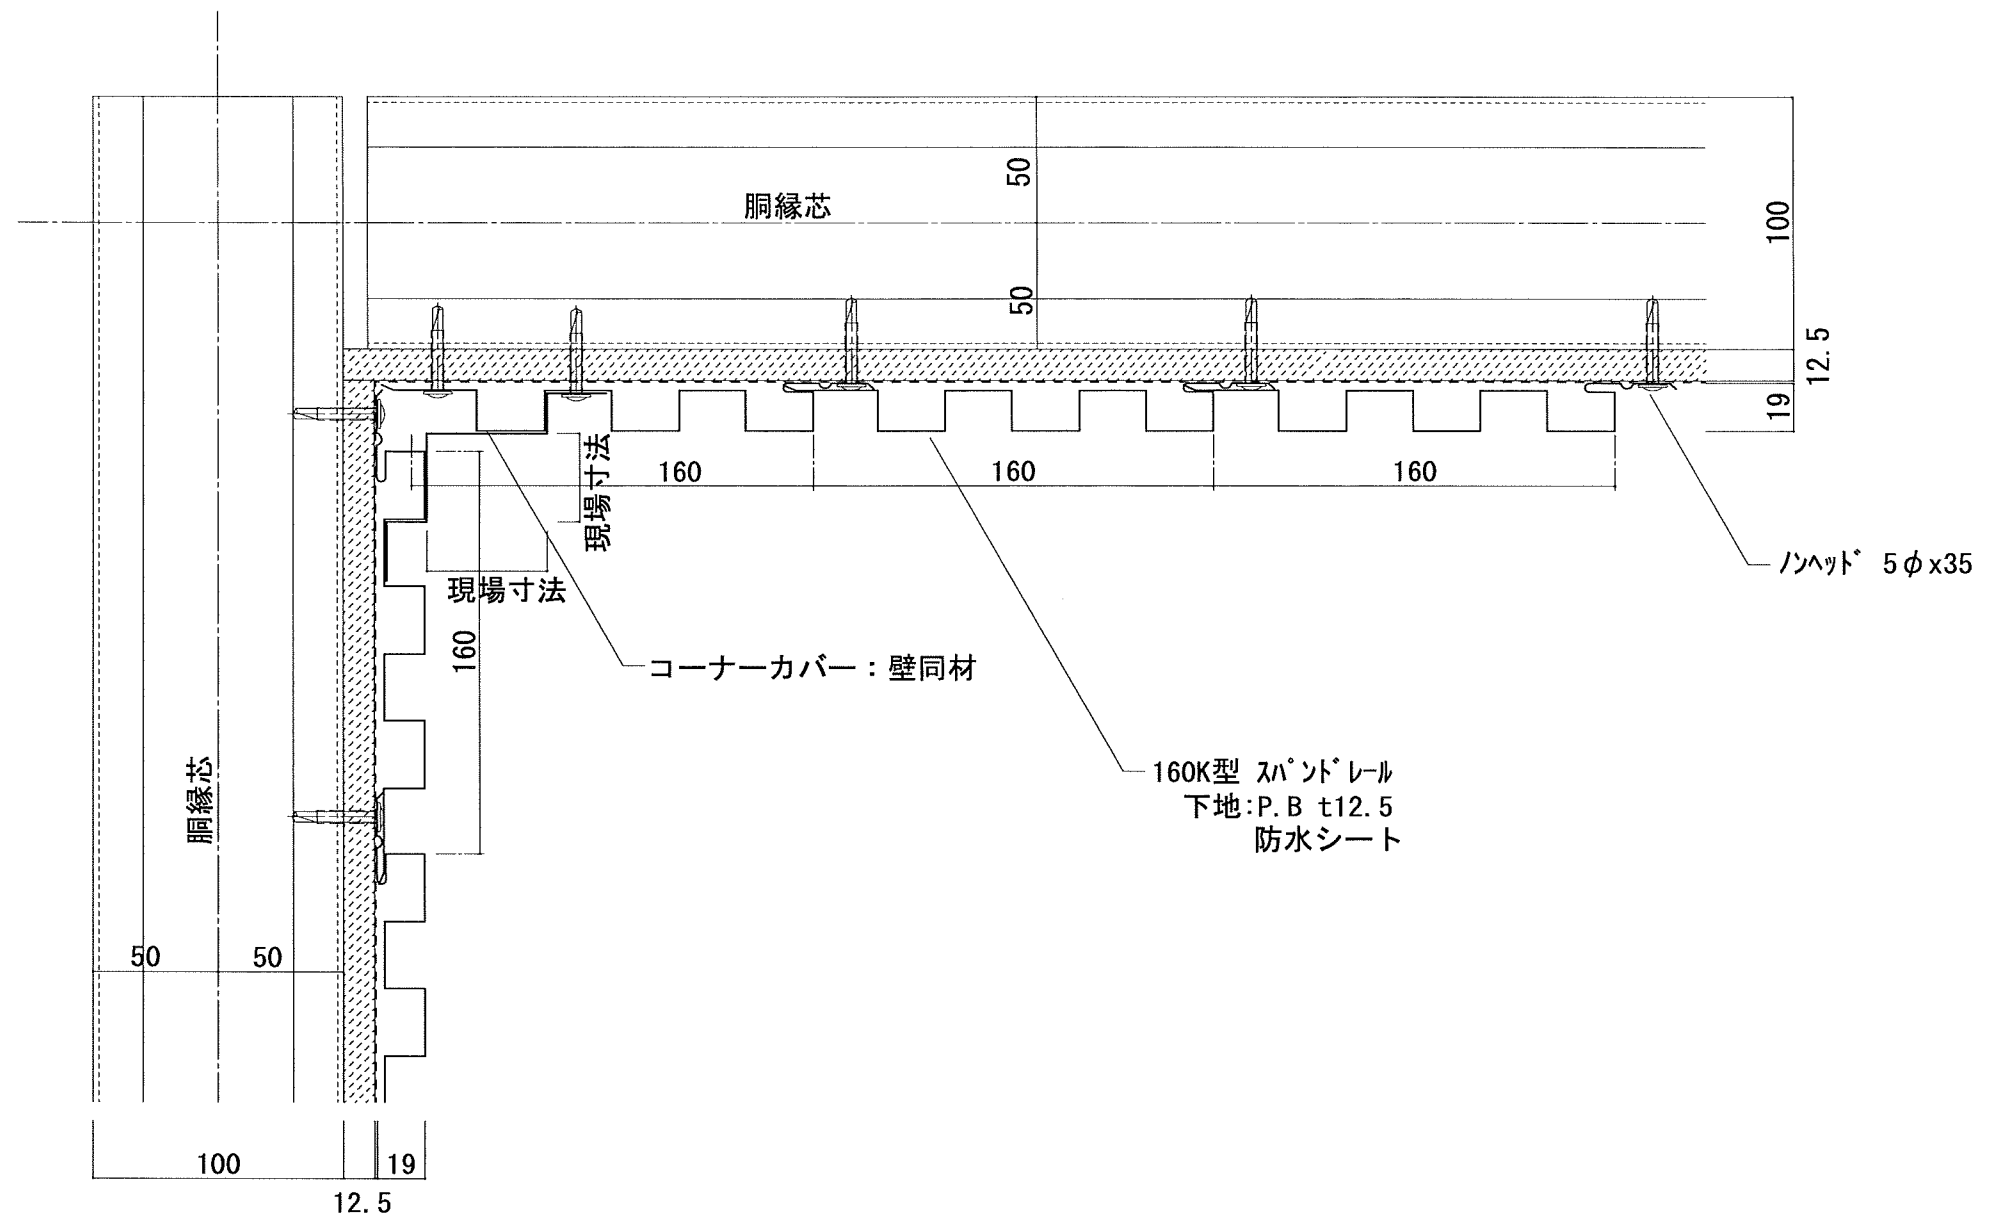 50
胴縁芯
100
50
12.5
19
160
160
160
現場寸法
現場寸法
ﾉﾝﾍｯﾄﾞ 5φx35
160
コーナーカバー：壁同材
胴縁芯
160K型 ｽﾊﾟﾝﾄﾞﾚｰﾙ
下地:P.B t12.5
防水シート
50
50
100
19
12.5